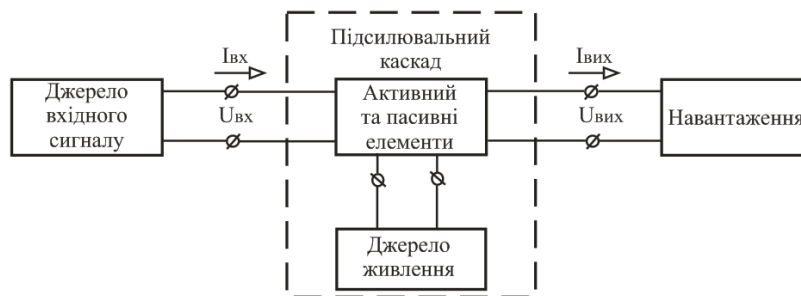 Підсилювальний
каскад
Iвх
Iвих
Джерело
вхідного
сигналу
Uвх
Активний
та пасивні
елементи
Uвих
Навантаження
Джерело
живлення